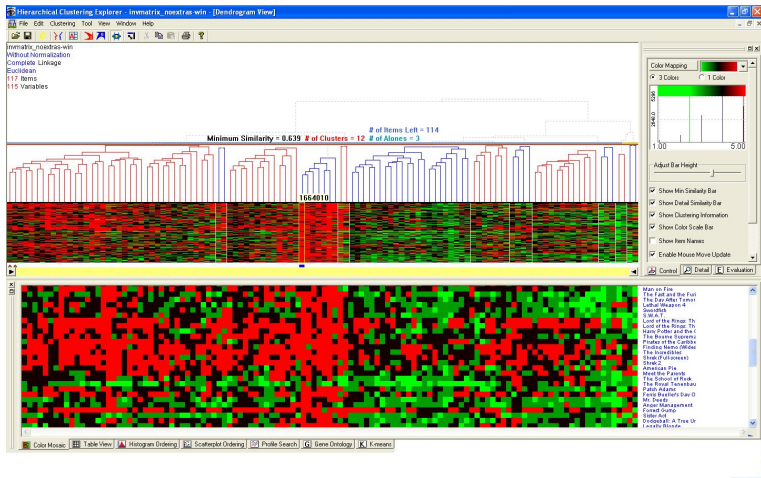 Hierarchical Clustering Explorer - invmatrix_noextras-win - [Dendrogram View]
File Edit Clustering Tool View Window Help
invmatrix_noextras-win
Without Normalization
Complete Linkage
Euclidean
117 Items
115 Variables
# of Items Left = 114
Minimum Similarity = 0.639 # of Clusters = 12 # of Alones = 3
1664010
Color Mapping
3 Colors 1 Color
5295
2648.0
1.00 5.00
Adjust Bar Height
Show Min Similarity Bar
Show Detail Similarity Bar
Show Clustering Information
Show Color Scale Bar
Show Item Names
Enable Mouse Move Update
Control Detail Evaluation
Man on Fire
The Fast and the Furi
The Day After Tomor
Lethal Weapon 4
Swordfish
S.W.A.T.
Lord of the Rings: Th
Lord of the Rings: Th
Harry Potter and the C
The Bourne Suprema
Pirates of the Caribbe
Finding Nemo (Wides
The Incredibles
Shrek (Full-screen)
Shrek 2
American Pie
Meet the Parents
The School of Rock
The Royal Tenenbau
Patch Adams
Ferris Bueller's Day O
Mr. Deeds
Anger Management
Forrest Gump
Sister Act
Dodgeball: A True Un
Legally Blonde
Color Mosaic Table View Histogram Ordering Scatterplot Ordering Profile Search Gene Ontology K-means